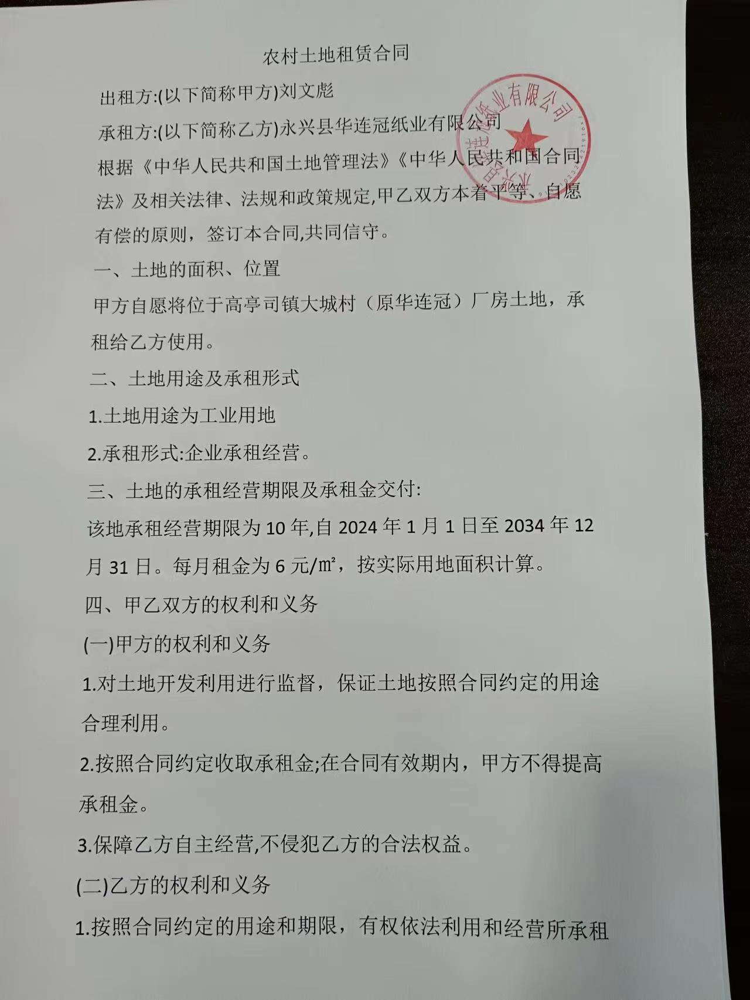 农村土地租赁合同
出租方:(以下简称甲方)刘文彪
承租方:(以下简称乙方)永兴县华连冠纸业有限公司
根据《中华人民共和国土地管理法》《中华人民共和国合同
法》及相关法律、法规和政策规定,甲乙双方本着平等、自愿
有偿的原则，签订本合同,共同信守。
一、土地的面积、位置
甲方自愿将位于高亭司镇大城村（原华连冠）厂房土地，承
租给乙方使用。
二、土地用途及承租形式
1.土地用途为工业用地
2.承租形式:企业承租经营。
三、土地的承租经营期限及承租金交付:
该地承租经营期限为 10 年,自 2024 年 1 月 1 日至 2034 年 12
月 31 日。每月租金为 6 元/㎡，按实际用地面积计算。
四、甲乙双方的权利和义务
(一)甲方的权利和义务
1.对土地开发利用进行监督，保证土地按照合同约定的用途
合理利用。
2.按照合同约定收取承租金;在合同有效期内，甲方不得提高
承租金。
3.保障乙方自主经营,不侵犯乙方的合法权益。
(二)乙方的权利和义务
1.按照合同约定的用途和期限，有权依法利用和经营所承租
永兴县华连冠纸业有限公司